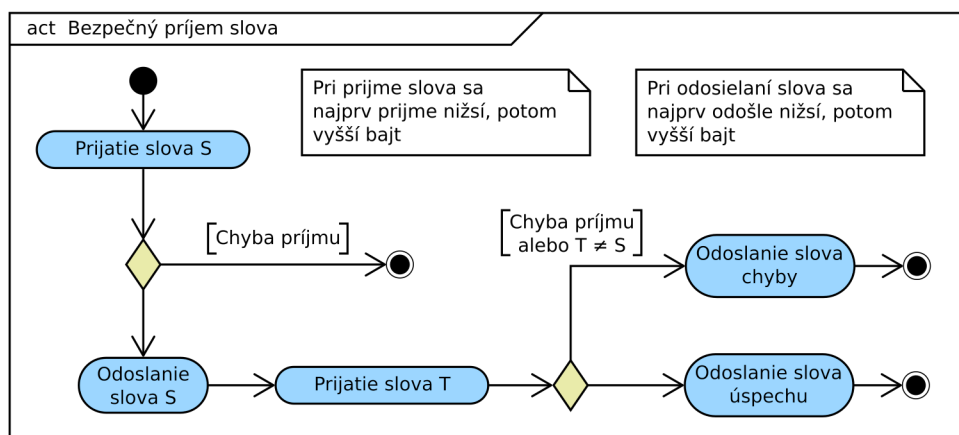 act  Bezpečný príjem slova
Pri prijme slova sa
najprv prijme nižsí, potom
vyšší bajt
Pri odosielaní slova sa
najprv odošle nižsí, potom
vyšší bajt
Prijatie slova S
[Chyba príjmu]
[Chyba príjmu
alebo T ≠ S]
Odoslanie slova
chyby
Odoslanie
slova S
Prijatie slova T
Odoslanie slova
úspechu